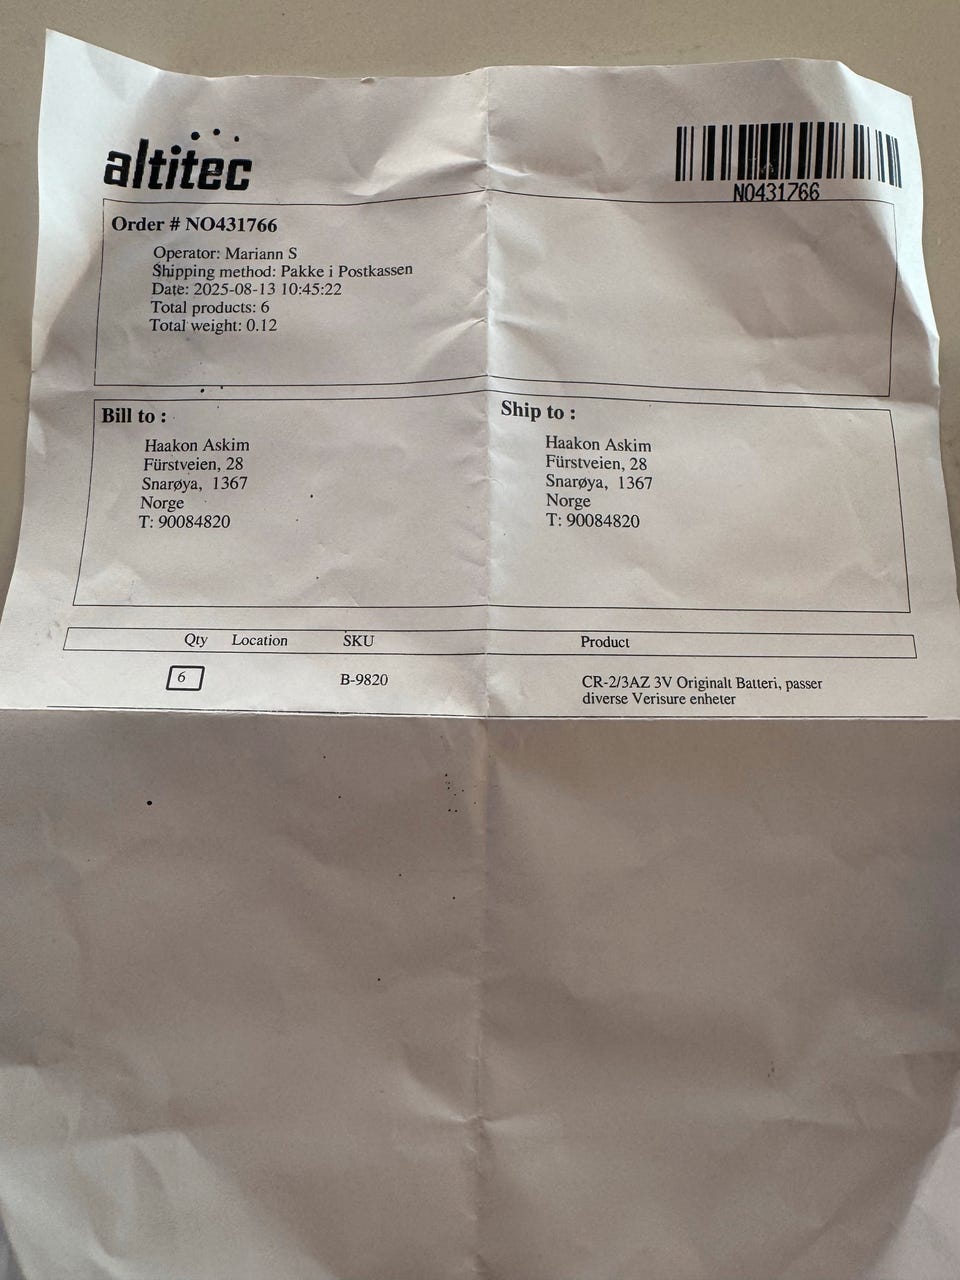 altitec
NO431766
Order # NO431766
Operator: Mariann S
Shipping method: Pakke i Postkassen
Date: 2025-08-13 10:45:22
Total products: 6
Total weight: 0.12
Bill to :
Haakon Askim
Fürstveien, 28
Snarøya, 1367
Norge
T: 90084820
Ship to :
Haakon Askim
Fürstveien, 28
Snarøya, 1367
Norge
T: 90084820
Qty Location SKU Product
6 B-9820 CR-2/3AZ 3V Originalt Batteri, passer
diverse Verisure enheter